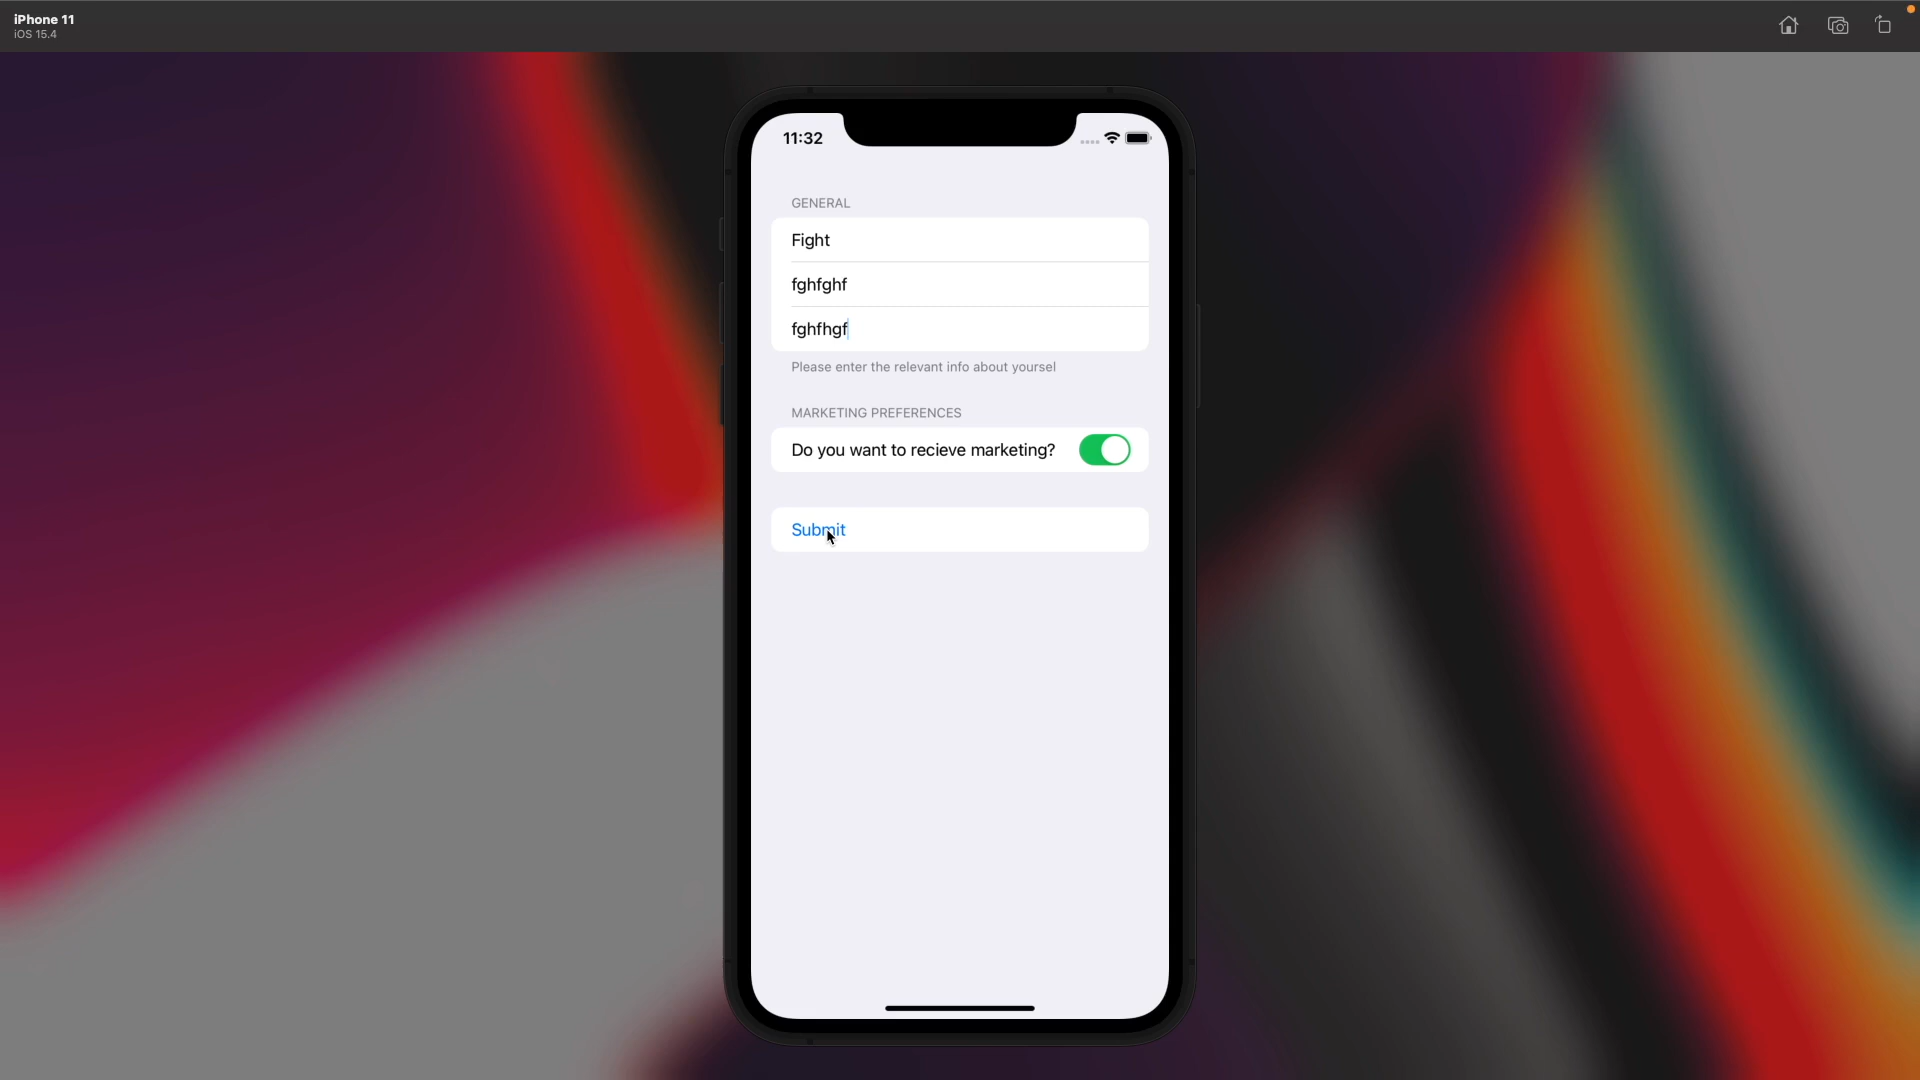 iPhone 11
iOS 15.4
11:32
GENERAL
Fight
fghfghf
fghfhgf
Please enter the relevant info about yoursel
MARKETING PREFERENCES
Do you want to recieve marketing?
Submit